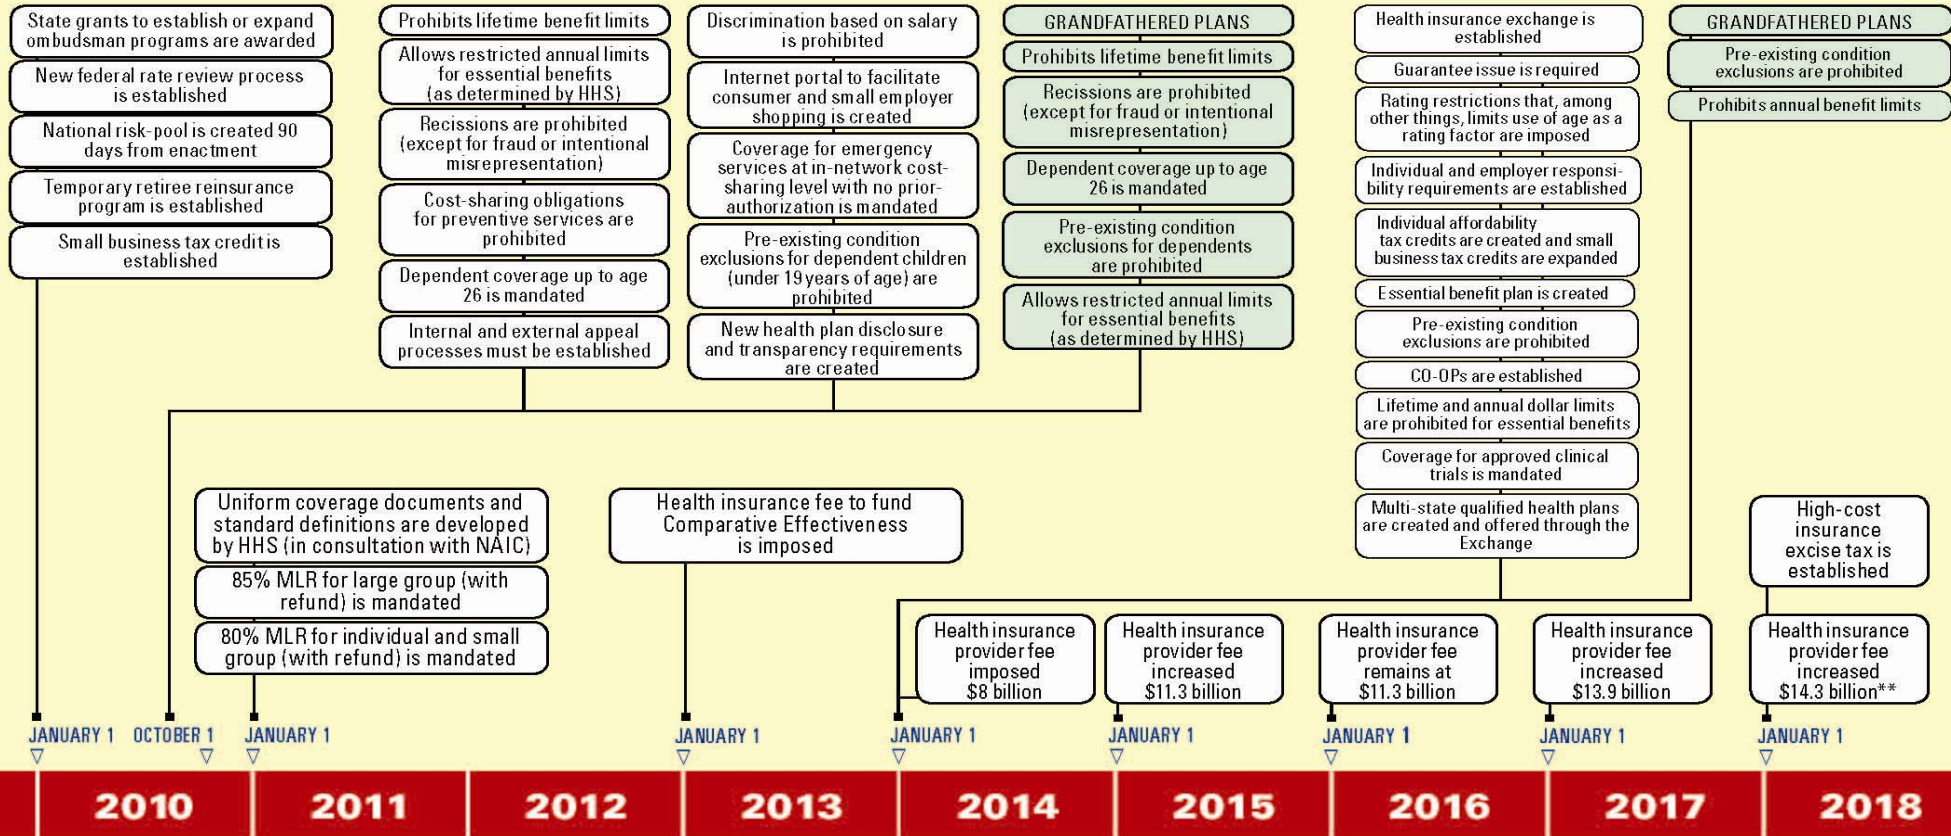 State grants to establish or expand
ombudsman programs are awarded
New federal rate review process
is established
National risk-pool is created 90
days from enactment
Temporary retiree reinsurance
program is established
Small business tax credit is
established
Prohibits lifetime benefit limits
Allows restricted annual limits
for essential benefits
(as determined by HHS)
Recissions are prohibited
(except for fraud or intentional
misrepresentation)
Cost-sharing obligations
for preventive services are
prohibited
Dependent coverage up to age
26 is mandated
Internal and external appeal
processes must be established
Discrimination based on salary
is prohibited
Internet portal to facilitate
consumer and small employer
shopping is created
Coverage for emergency
services at in-network cost-
sharing level with no prior-
authorization is mandated
Pre-existing condition
exclusions for dependent children
(under 19 years of age) are
prohibited
New health plan disclosure
and transparency requirements
are created
GRANDFATHERED PLANS
Prohibits lifetime benefit limits
Recissions are prohibited
(except for fraud or intentional
misrepresentation)
Dependent coverage up to age
26 is mandated
Pre-existing condition
exclusions for dependents
are prohibited
Allows restricted annual limits
for essential benefits
(as determined by HHS)
Health insurance exchange is
established
Guarantee issue is required
Rating restrictions that, among
other things, limits use of age as a
rating factor are imposed
Individual and employer responsi-
bility requirements are established
Individual affordability
tax credits are created and small
business tax credits are expanded
Essential benefit plan is created
Pre-existing condition
exclusions are prohibited
CO-OPs are established
Lifetime and annual dollar limits
are prohibited for essential benefits
Coverage for approved clinical
trials is mandated
Multi-state qualified health plans
are created and offered through the
Exchange
GRANDFATHERED PLANS
Pre-existing condition
exclusions are prohibited
Prohibits annual benefit limits
Uniform coverage documents and
standard definitions are developed
by HHS (in consultation with NAIC)
85% MLR for large group (with
refund) is mandated
80% MLR for individual and small
group (with refund) is mandated
Health insurance fee to fund
Comparative Effectiveness
is imposed
High-cost
insurance
excise tax is
established
Health insurance
provider fee
imposed
$8 billion
Health insurance
provider fee
increased
$11.3 billion
Health insurance
provider fee
remains at
$11.3 billion
Health insurance
provider fee
increased
$13.9 billion
Health insurance
provider fee
increased
$14.3 billion**
JANUARY 1
OCTOBER 1
JANUARY 1
JANUARY 1
JANUARY 1
JANUARY 1
JANUARY 1
JANUARY 1
JANUARY 1
2010
2011
2012
2013
2014
2015
2016
2017
2018